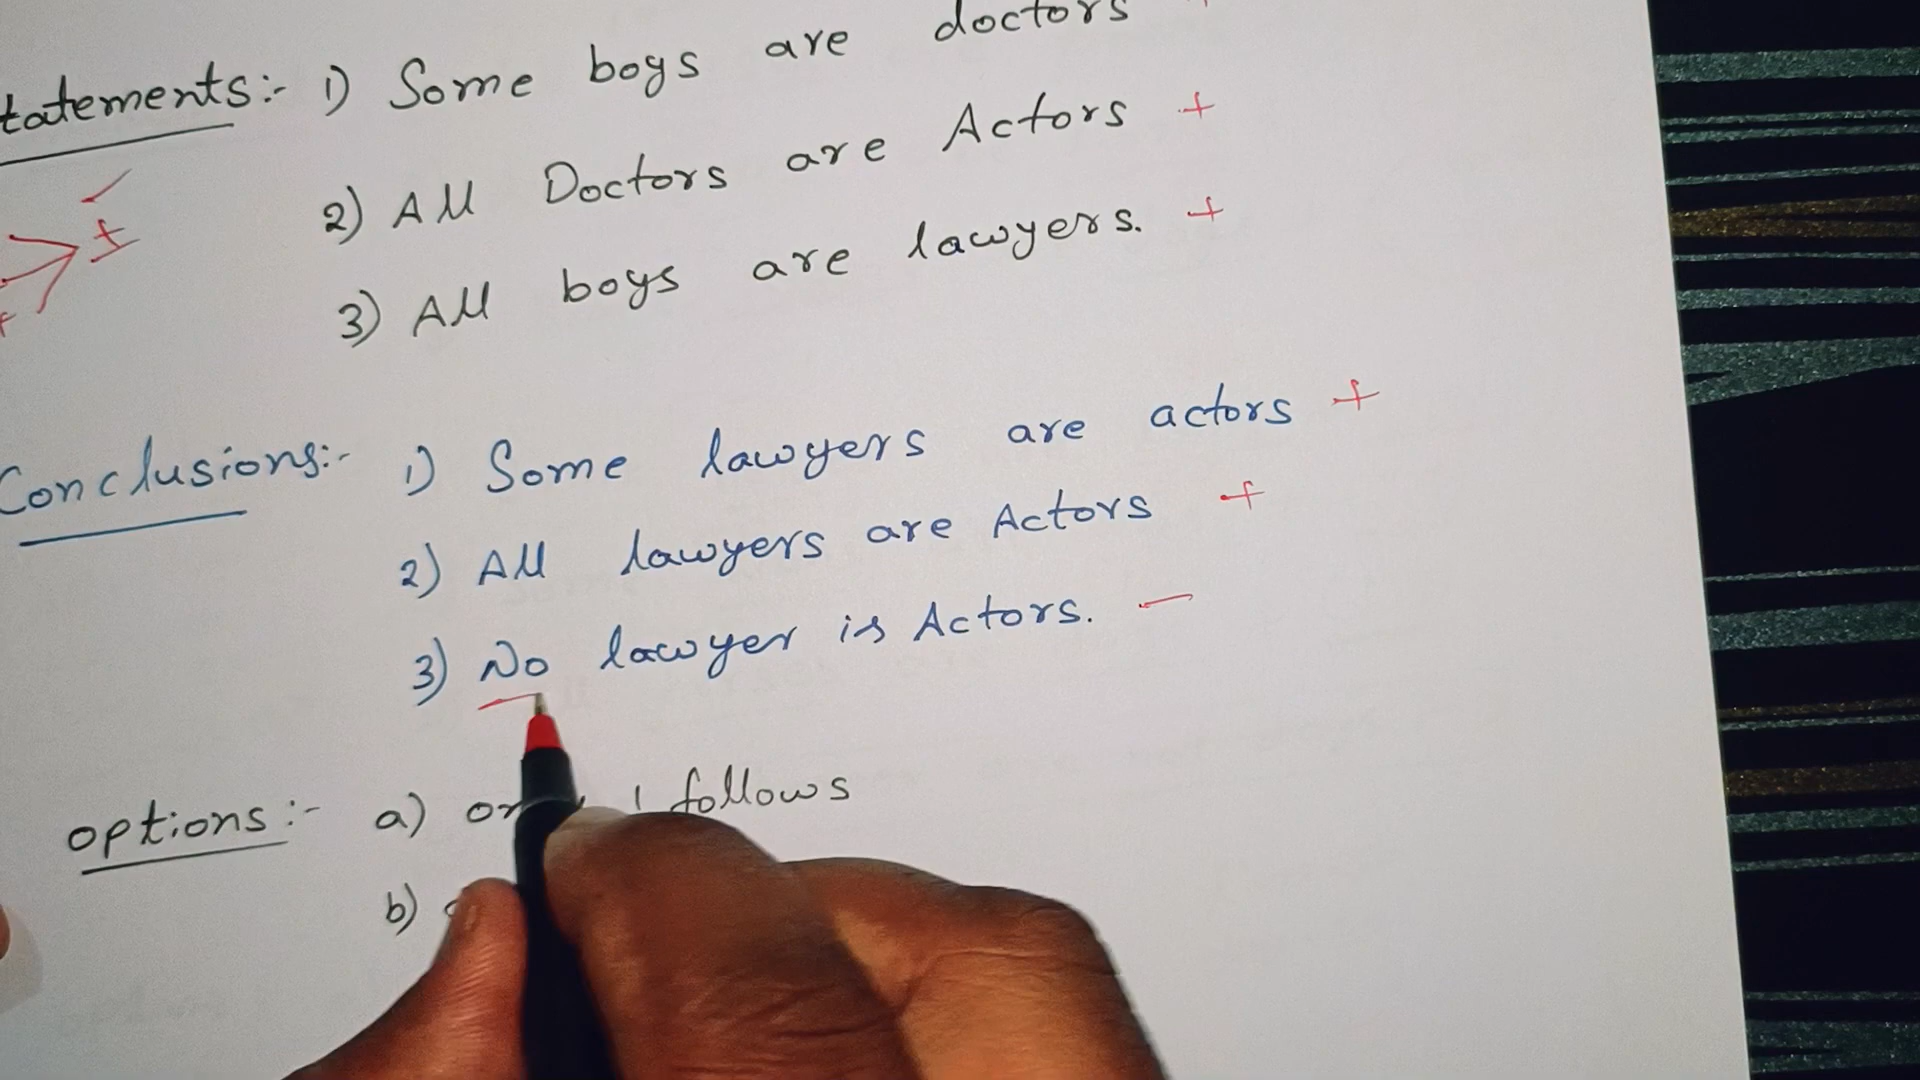 tatements:- 1) Some boys are doctors
2) All Doctors are Actors +
3) All boys are lawyers. +
±
Conclusions:- 1) Some lawyers are actors +
2) All lawyers are Actors +
3) No lawyer is Actors. -
options:- a) 1 follows
b)